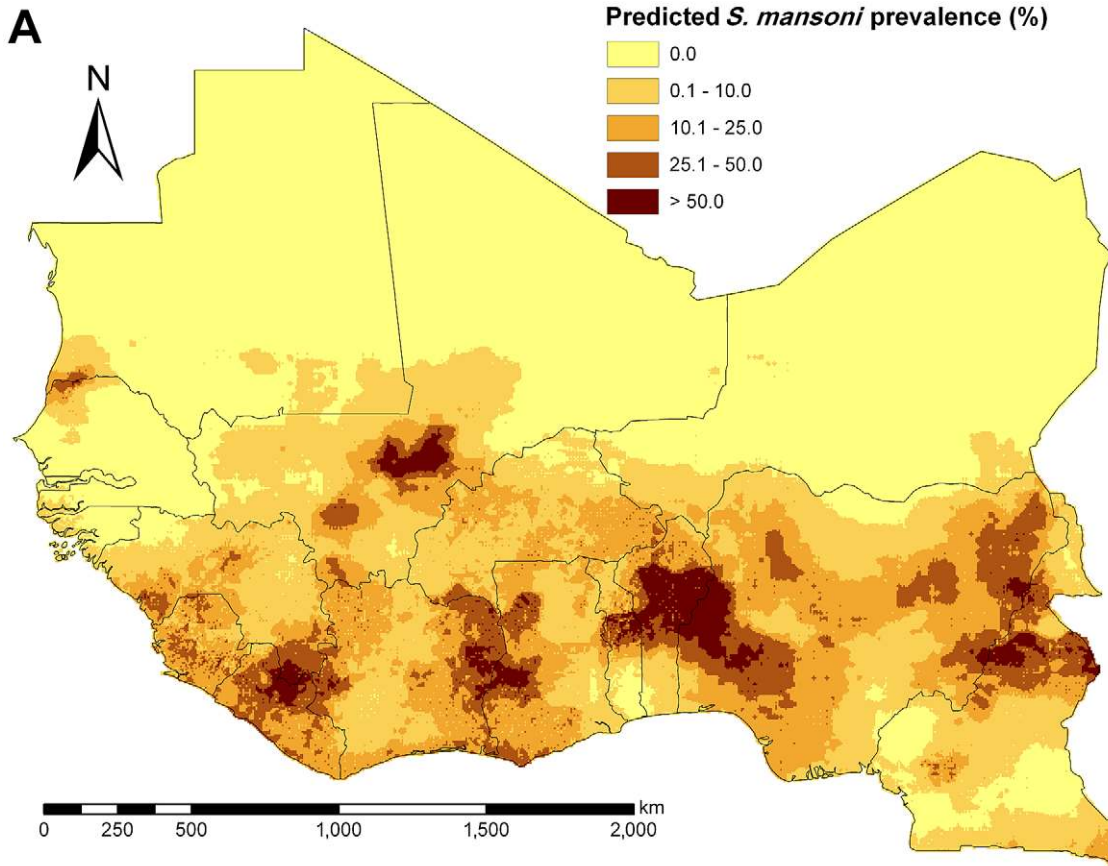 A
Predicted S. mansoni prevalence (%)
N
0.0
0.1 - 10.0
10.1 - 25.0
25.1 - 50.0
> 50.0
km
0 250 500 1,000 1,500 2,000